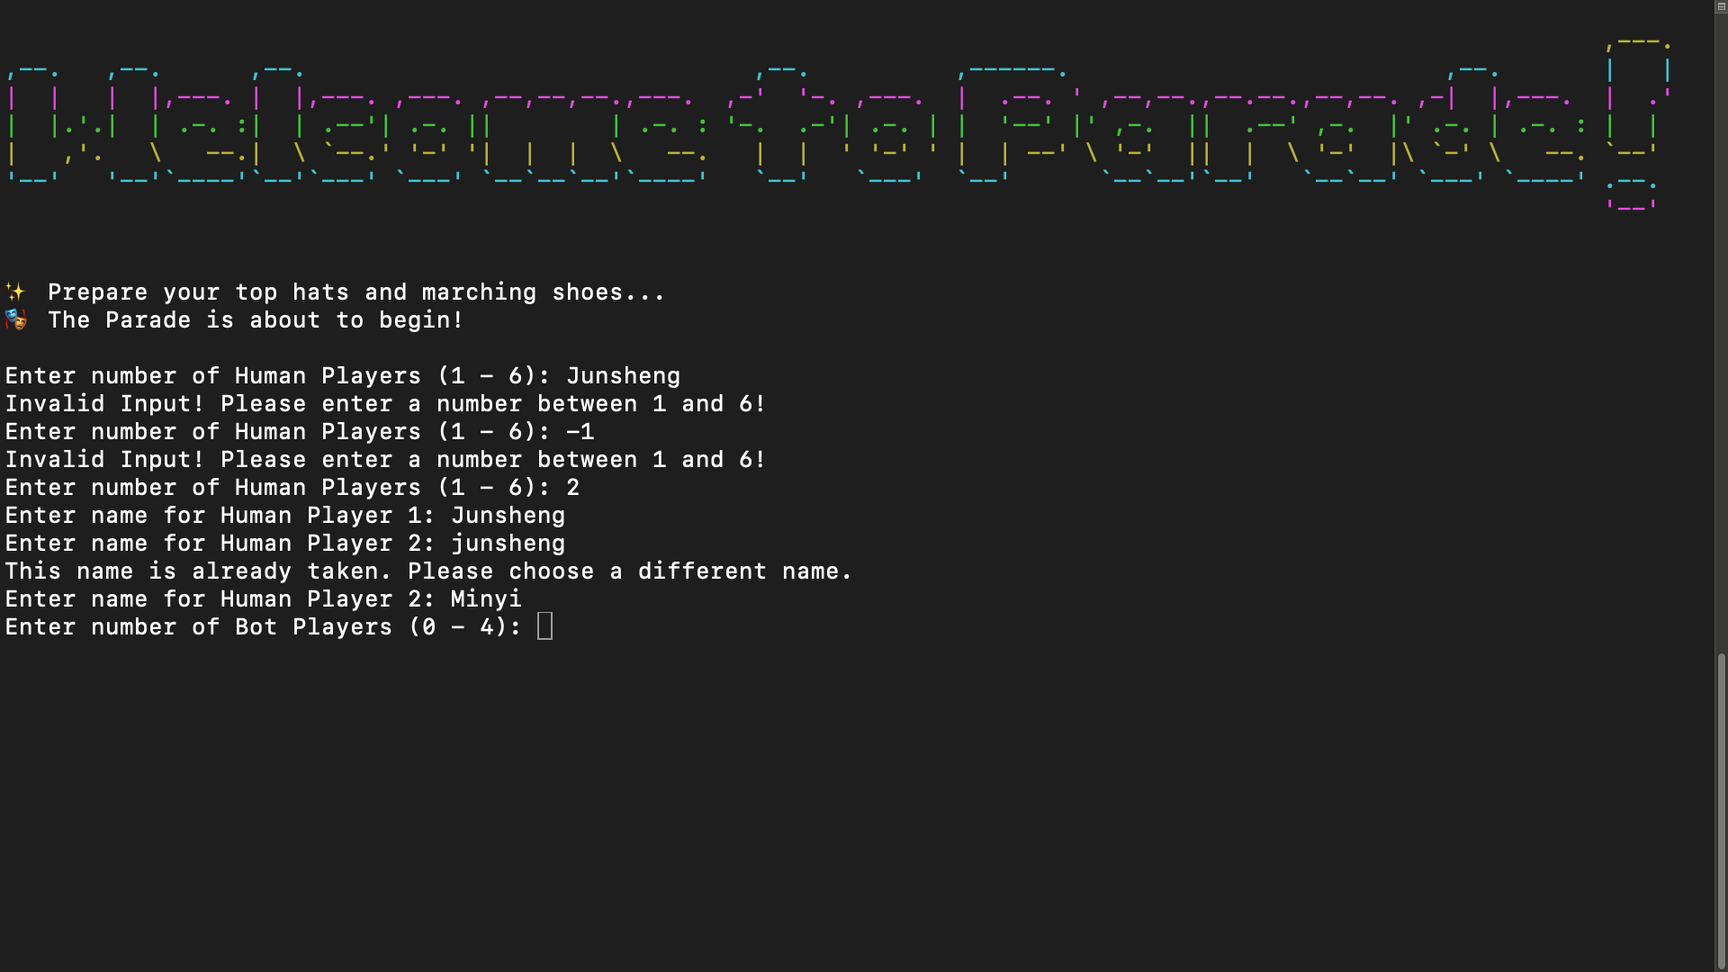 Welcome to Parade!
✨ Prepare your top hats and marching shoes...
🎭 The Parade is about to begin!
Enter number of Human Players (1 - 6): Junsheng
Invalid Input! Please enter a number between 1 and 6!
Enter number of Human Players (1 - 6): -1
Invalid Input! Please enter a number between 1 and 6!
Enter number of Human Players (1 - 6): 2
Enter name for Human Player 1: Junsheng
Enter name for Human Player 2: junsheng
This name is already taken. Please choose a different name.
Enter name for Human Player 2: Minyi
Enter number of Bot Players (0 - 4):